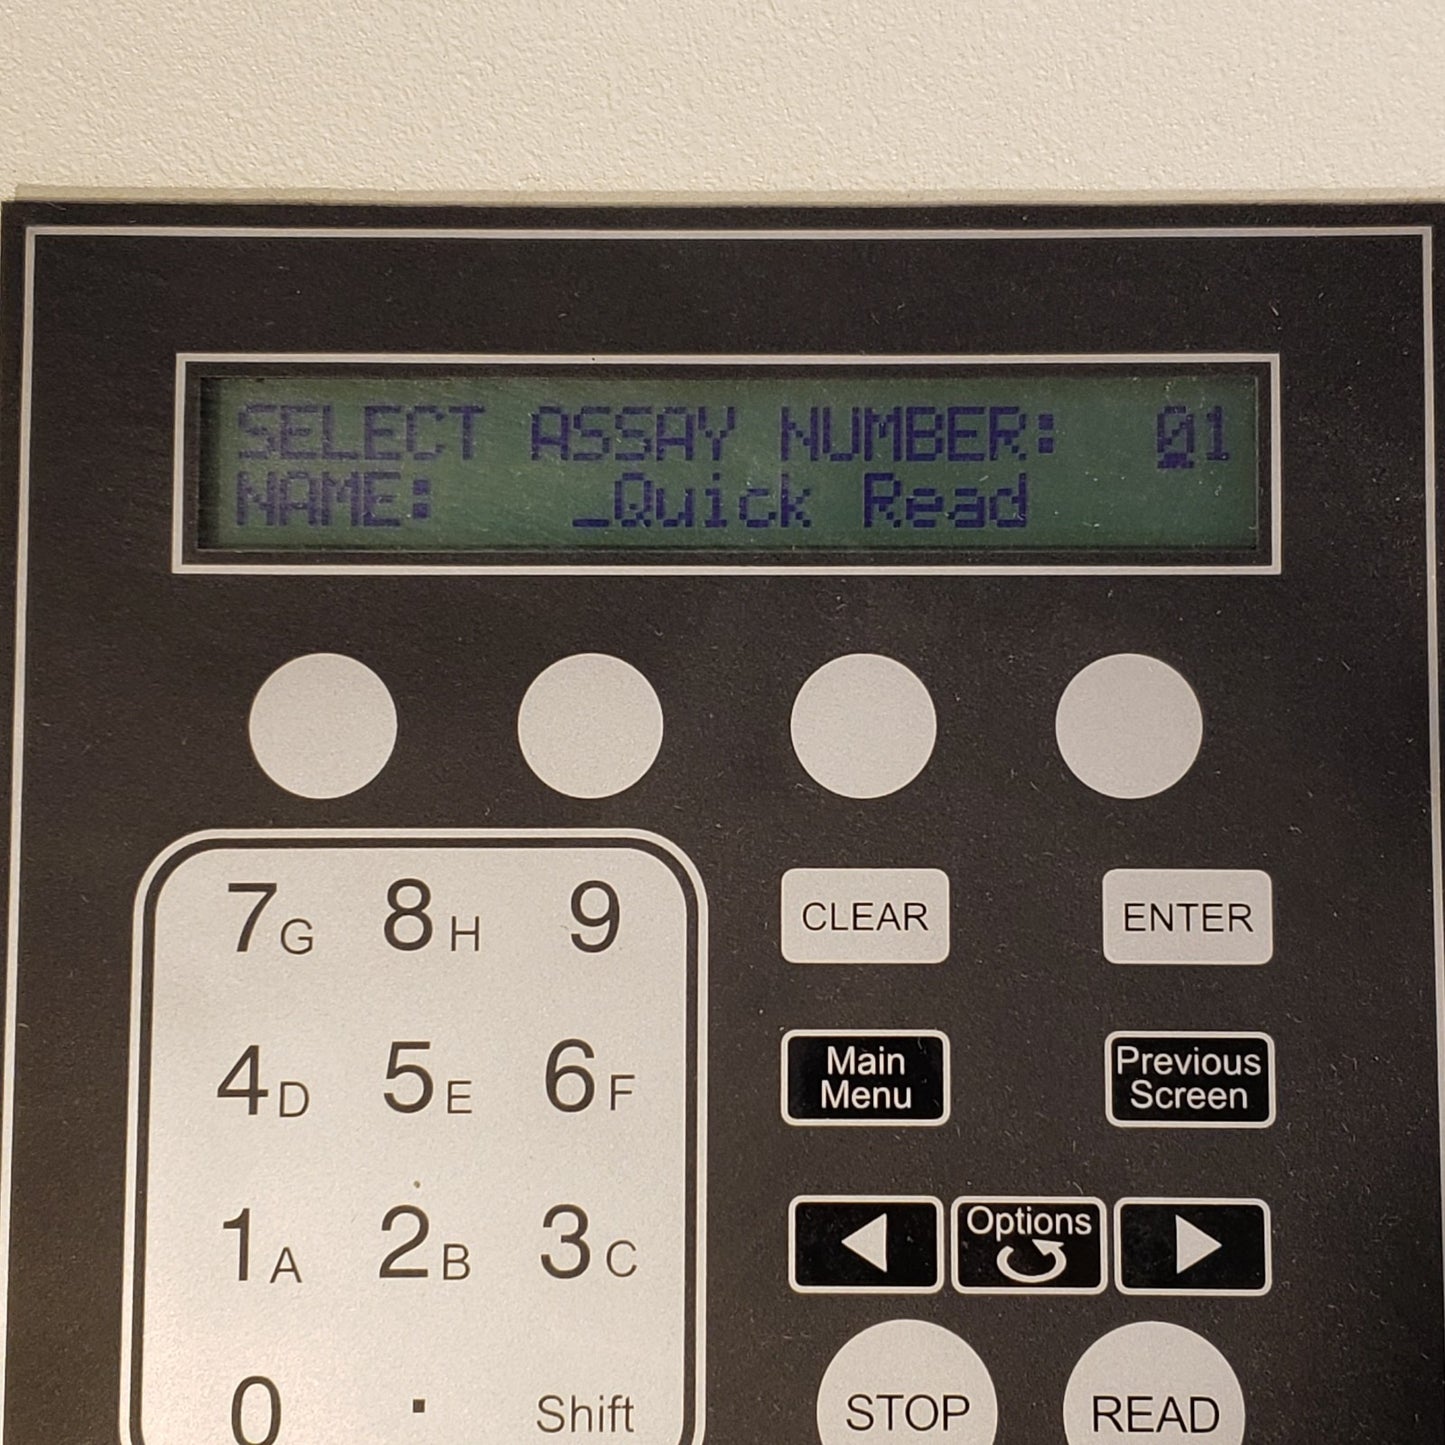 SELECT ASSAY NUMBER: 01
NAME: _Quick Read
7G 8H 9
CLEAR
ENTER
4D 5E 6F
Main
Menu
Previous
Screen
1A 2B 3C
Options
0 . Shift
STOP
READ